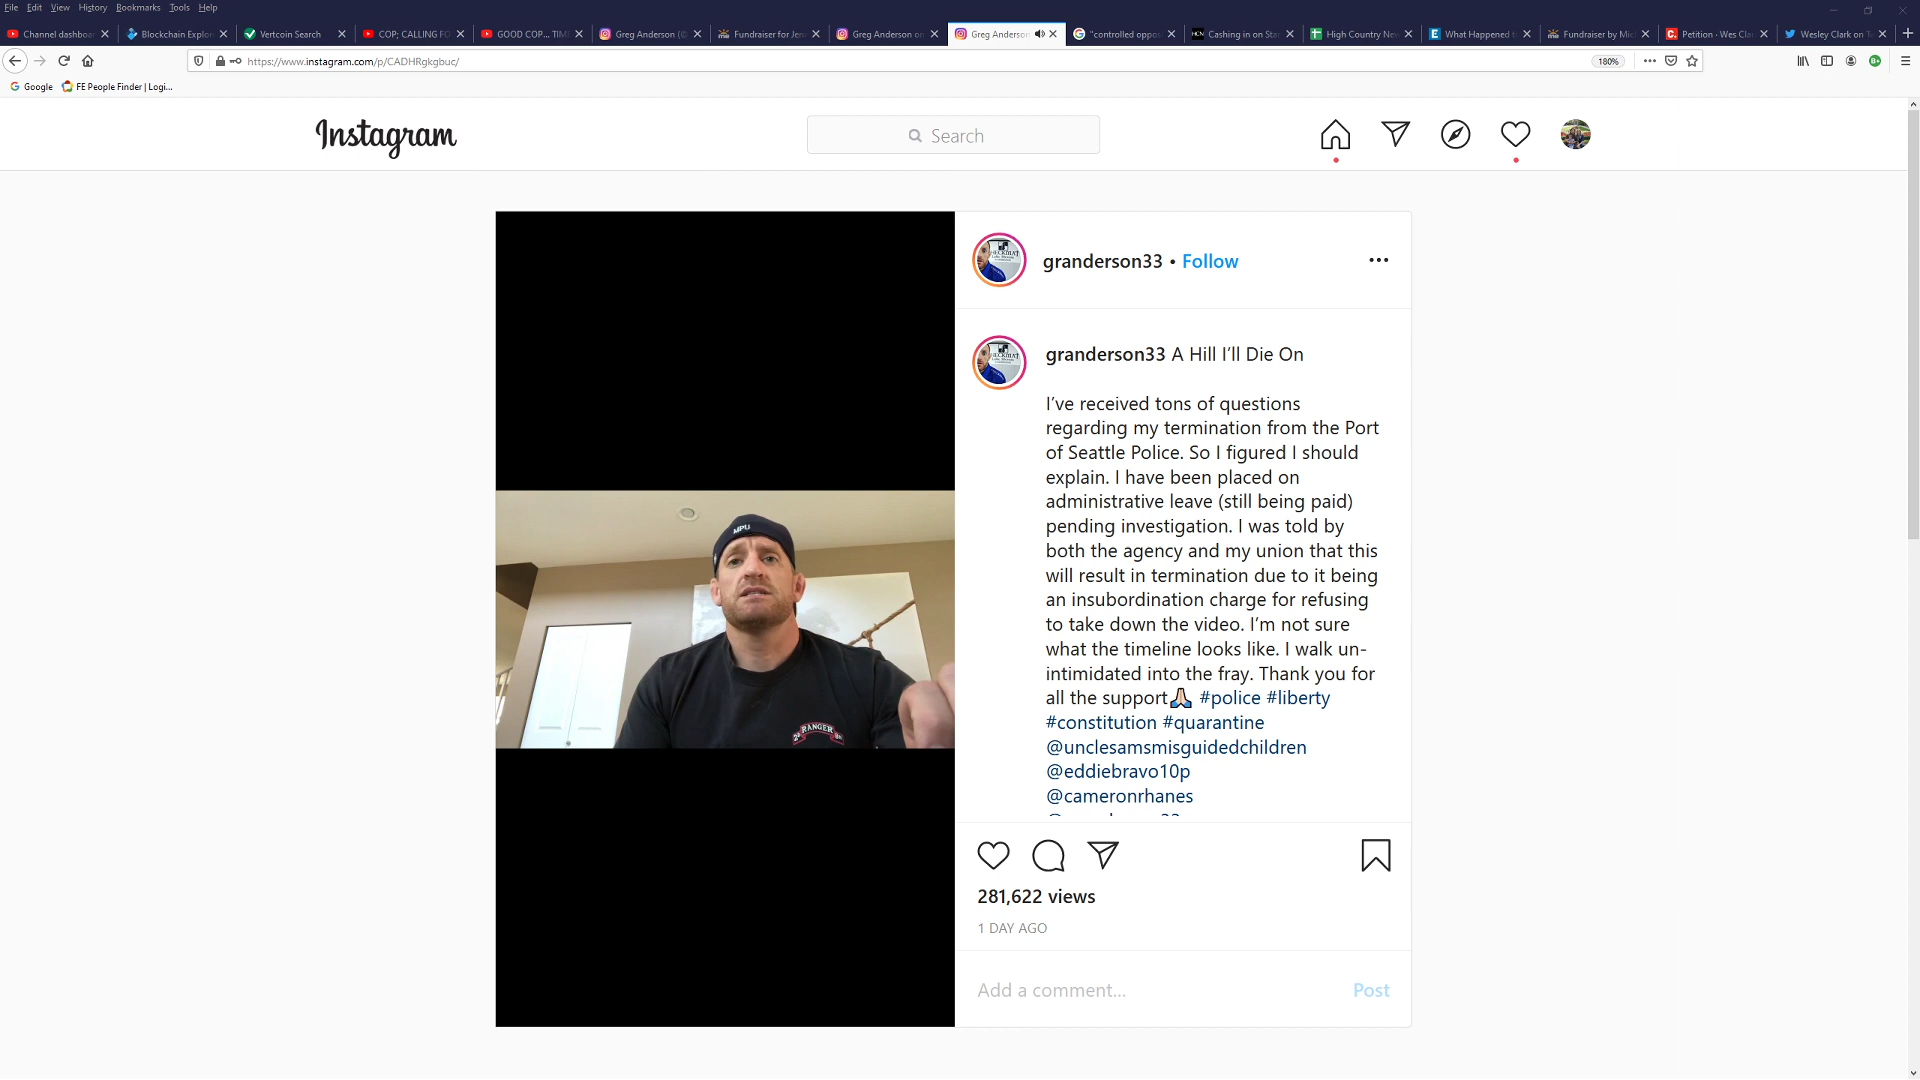 File Edit View History Bookmarks Tools Help
Channel dashboar
Blockchain Explor
Vertcoin Search
COP; CALLING FO
GOOD COP... TIM
Greg Anderson (@
Fundraiser for Jen
Greg Anderson on
Greg Anderson
"controlled oppos
Cashing in on Sta
High Country Ne
What Happened t
Fundraiser by Mic
Petition · Wes Cla
Wesley Clark on T
https://www.instagram.com/p/CADHRgkgbuc/
180%
Google
FE People Finder | Logi...
Instagram
Search
granderson33 • Follow
granderson33 A Hill I'll Die On
I've received tons of questions
regarding my termination from the Port
of Seattle Police. So I figured I should
explain. I have been placed on
administrative leave (still being paid)
pending investigation. I was told by
both the agency and my union that this
will result in termination due to it being
an insubordination charge for refusing
to take down the video. I'm not sure
what the timeline looks like. I walk un-
intimidated into the fray. Thank you for
all the support🙏🏻 #police #liberty
#constitution #quarantine
@unclesamsmisguidedchildren
@eddiebravo10p
@cameronrhanes
MPU
RANGER
281,622 views
1 DAY AGO
Add a comment...
Post